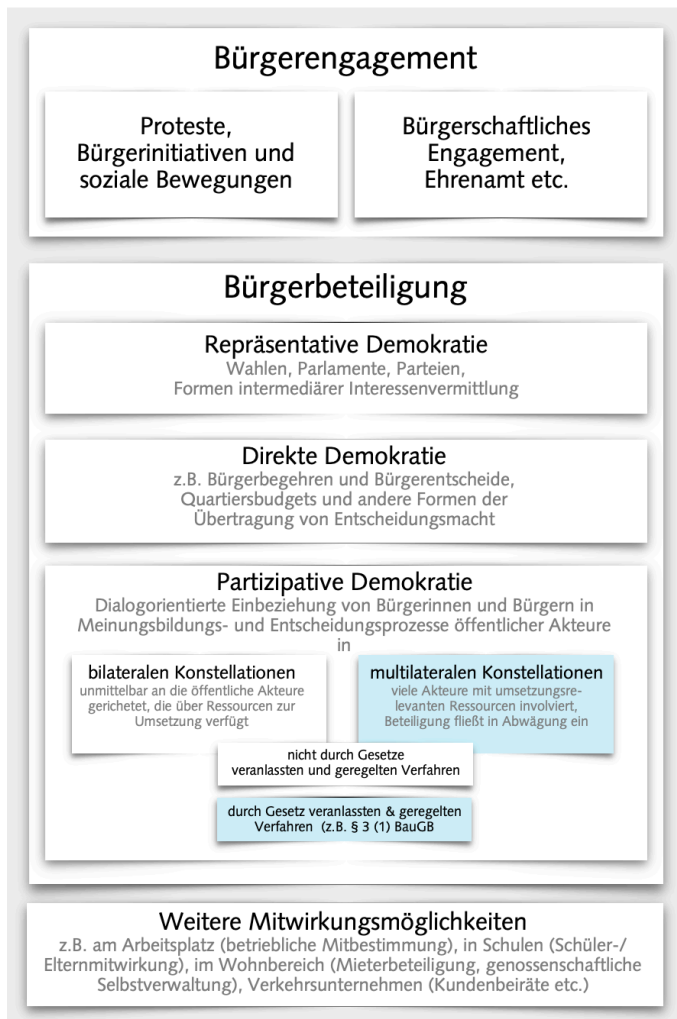 Bürgerengagement
Proteste,
Bürgerinitiativen und
soziale Bewegungen
Bürgerschaftliches
Engagement,
Ehrenamt etc.
Bürgerbeteiligung
Repräsentative Demokratie
Wahlen, Parlamente, Parteien,
Formen intermediärer Interessenvermittlung
Direkte Demokratie
z.B. Bürgerbegehren und Bürgerentscheide,
Quartiersbudgets und andere Formen der
Übertragung von Entscheidungsmacht
Partizipative Demokratie
Dialogorientierte Einbeziehung von Bürgerinnen und Bürgern in
Meinungsbildungs- und Entscheidungsprozesse öffentlicher Akteure
in
bilateralen Konstellationen
unmittelbar an die öffentliche Akteure
gerichetet, die über Ressourcen zur
Umsetzung verfügt
multilateralen Konstellationen
viele Akteure mit umsetzungsre-
levanten Ressourcen involviert,
Beteiligung fließt in Abwägung ein
nicht durch Gesetze
veranlassten und geregelten Verfahren
durch Gesetz veranlassten & geregelten
Verfahren (z.B. § 3 (1) BauGB
Weitere Mitwirkungsmöglichkeiten
z.B. am Arbeitsplatz (betriebliche Mitbestimmung), in Schulen (Schüler-/
Elternmitwirkung), im Wohnbereich (Mieterbeteiligung, genossenschaftliche
Selbstverwaltung), Verkehrsunternehmen (Kundenbeiräte etc.)